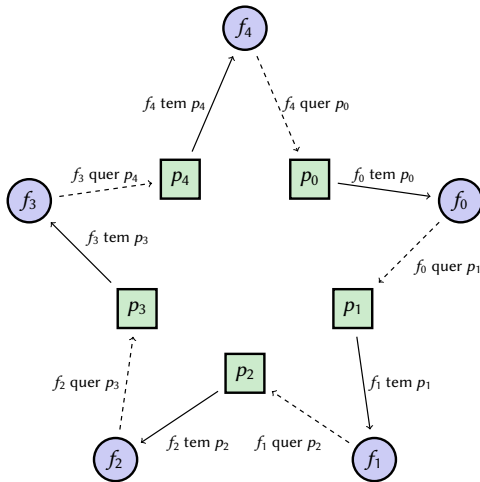 f4
f4 tem p4
f4 quer p0
f3 quer p4
p4
p0
f0 tem p0
f3
f0
f3 tem p3
f0 quer p1
p3
p1
f2 quer p3
p2
f1 tem p1
f2 tem p2
f1 quer p2
f2
f1